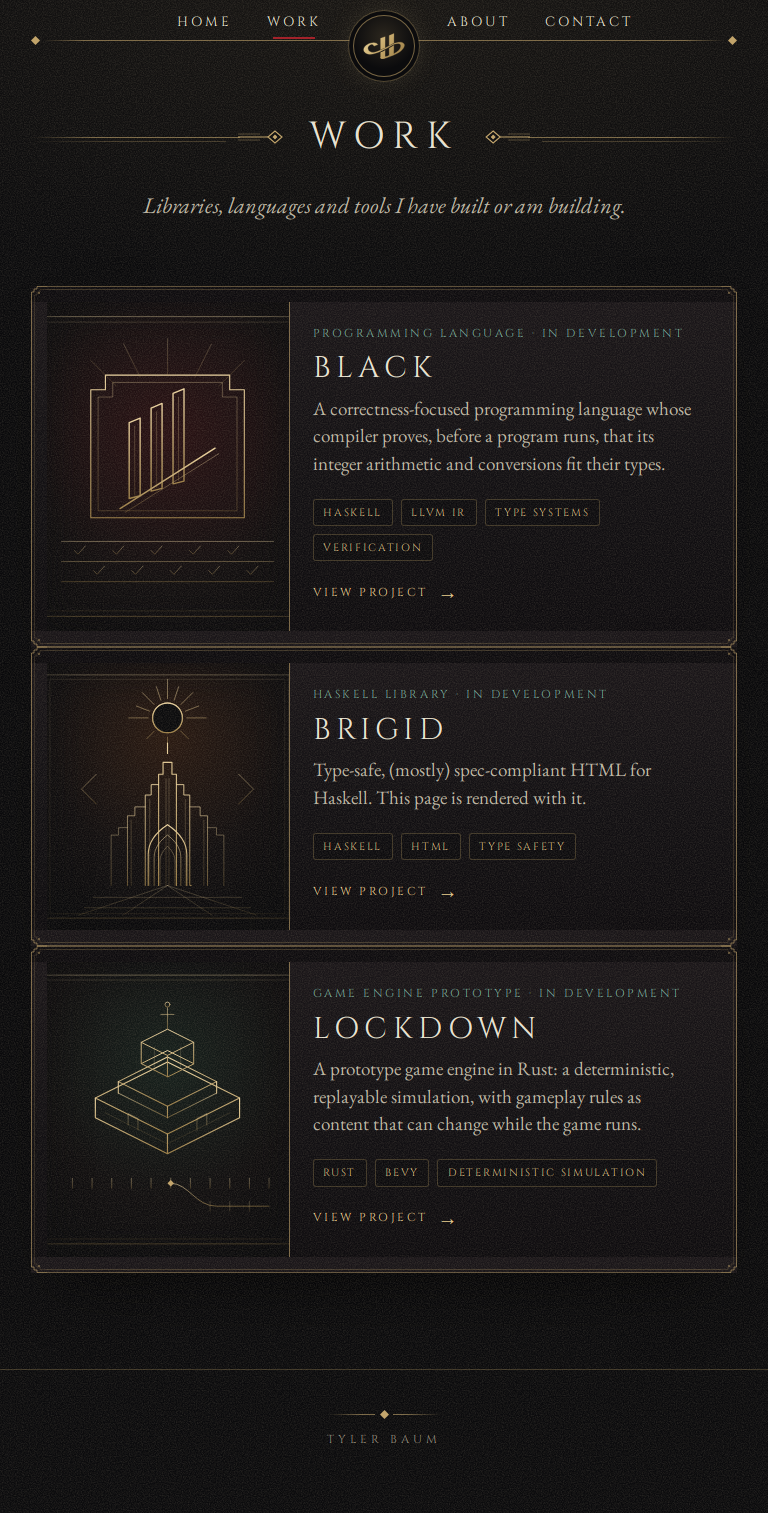 HOME WORK ABOUT CONTACT
WORK
Libraries, languages and tools I have built or am building.
PROGRAMMING LANGUAGE · IN DEVELOPMENT
BLACK
A correctness-focused programming language whose
compiler proves, before a program runs, that its
integer arithmetic and conversions fit their types.
HASKELL LLVM IR TYPE SYSTEMS
VERIFICATION
VIEW PROJECT →
HASKELL LIBRARY · IN DEVELOPMENT
BRIGID
Type-safe, (mostly) spec-compliant HTML for
Haskell. This page is rendered with it.
HASKELL HTML TYPE SAFETY
VIEW PROJECT →
GAME ENGINE PROTOTYPE · IN DEVELOPMENT
LOCKDOWN
A prototype game engine in Rust: a deterministic,
replayable simulation, with gameplay rules as
content that can change while the game runs.
RUST BEVY DETERMINISTIC SIMULATION
VIEW PROJECT →
TYLER BAUM